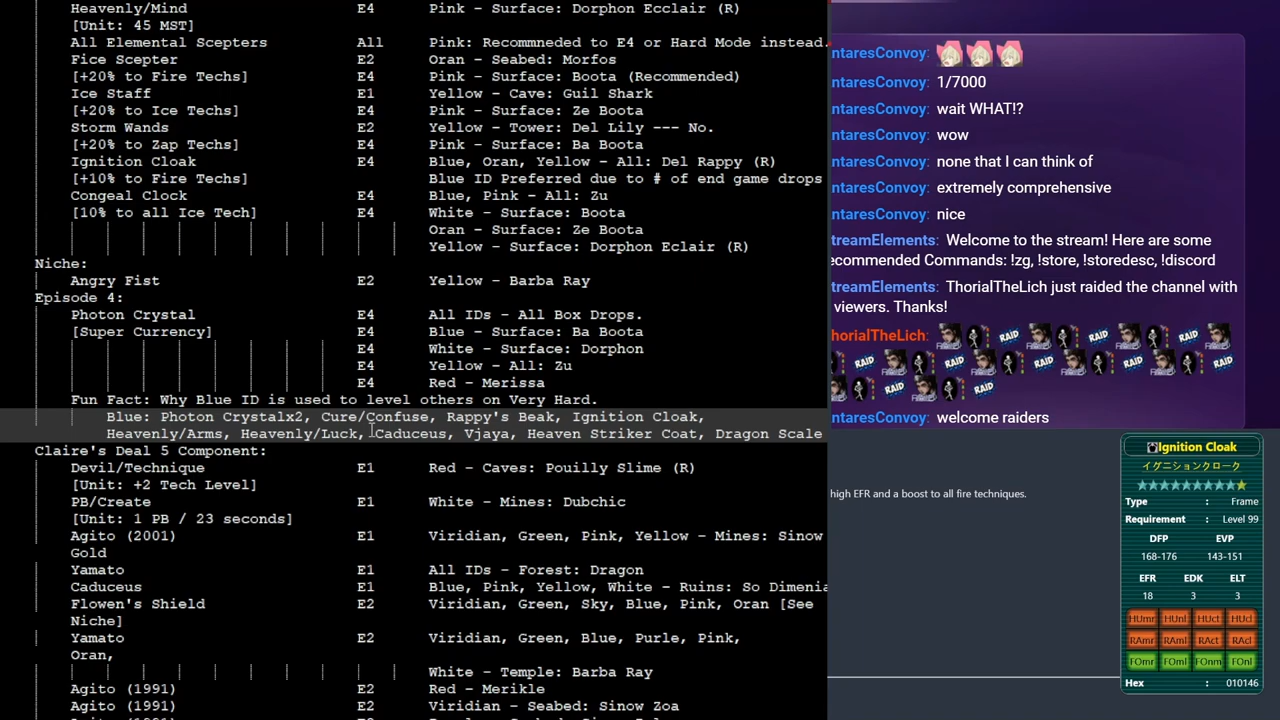 Heavenly/Mind E4 Pink - Surface: Dorphon Ecclair (R)
[Unit: 45 MST]
All Elemental Scepters All Pink: Recommneded to E4 or Hard Mode instead.
Fice Scepter E2 Oran - Seabed: Morfos
[+20% to Fire Techs] E4 Pink - Surface: Boota (Recommended)
Ice Staff E1 Yellow - Cave: Guil Shark
[+20% to Ice Techs] E4 Pink - Surface: Ze Boota
Storm Wands E2 Yellow - Tower: Del Lily --- No.
[+20% to Zap Techs] E4 Pink - Surface: Ba Boota
Ignition Cloak E4 Blue, Oran, Yellow - All: Del Rappy (R)
[+10% to Fire Techs] Blue ID Preferred due to # of end game drops
Congeal Clock E4 Blue, Pink - All: Zu
[10% to all Ice Tech] E4 White - Surface: Boota
Oran - Surface: Ze Boota
Yellow - Surface: Dorphon Eclair (R)
Niche:
Angry Fist E2 Yellow - Barba Ray
Episode 4:
Photon Crystal E4 All IDs - All Box Drops.
[Super Currency] E4 Blue - Surface: Ba Boota
E4 White - Surface: Dorphon
E4 Yellow - All: Zu
E4 Red - Merissa
Fun Fact: Why Blue ID is used to level others on Very Hard.
Blue: Photon Crystalx2, Cure/Confuse, Rappy's Beak, Ignition Cloak,
Heavenly/Arms, Heavenly/Luck, Caduceus, Vjaya, Heaven Striker Coat, Dragon Scale
Claire's Deal 5 Component:
Devil/Technique E1 Red - Caves: Pouilly Slime (R)
[Unit: +2 Tech Level]
PB/Create E1 White - Mines: Dubchic
[Unit: 1 PB / 23 seconds]
Agito (2001) E1 Viridian, Green, Pink, Yellow - Mines: Sinow
Gold
Yamato E1 All IDs - Forest: Dragon
Caduceus E1 Blue, Pink, Yellow, White - Ruins: So Dimenia
Flowen's Shield E2 Viridian, Green, Sky, Blue, Pink, Oran [See
Niche]
Yamato E2 Viridian, Green, Blue, Purle, Pink,
Oran,
White - Temple: Barba Ray
Agito (1991) E2 Red - Merikle
Agito (1991) E2 Viridian - Seabed: Sinow Zoa
ntaresConvoy:
ntaresConvoy: 1/7000
ntaresConvoy: wait WHAT!?
ntaresConvoy: wow
ntaresConvoy: none that I can think of
ntaresConvoy: extremely comprehensive
ntaresConvoy: nice
treamElements: Welcome to the stream! Here are some
ecommended Commands: !zg, !store, !storedesc, !discord
treamElements: ThorialTheLich just raided the channel with
viewers. Thanks!
horialTheLich: RAID RAID RAID
RAID RAID RAID RAID
RAID RAID
ntaresConvoy: welcome raiders
high EFR and a boost to all fire techniques.
Ignition Cloak
イグニションクローク
Type : Frame
Requirement : Level 99
DFP EVP
168-176 143-151
EFR EDK ELT
18 3 3
HUmr HUnl HUct HUcl
RAmr RAml RAct RAcl
FOmr FOml FOnm FOnl
Hex : 010146